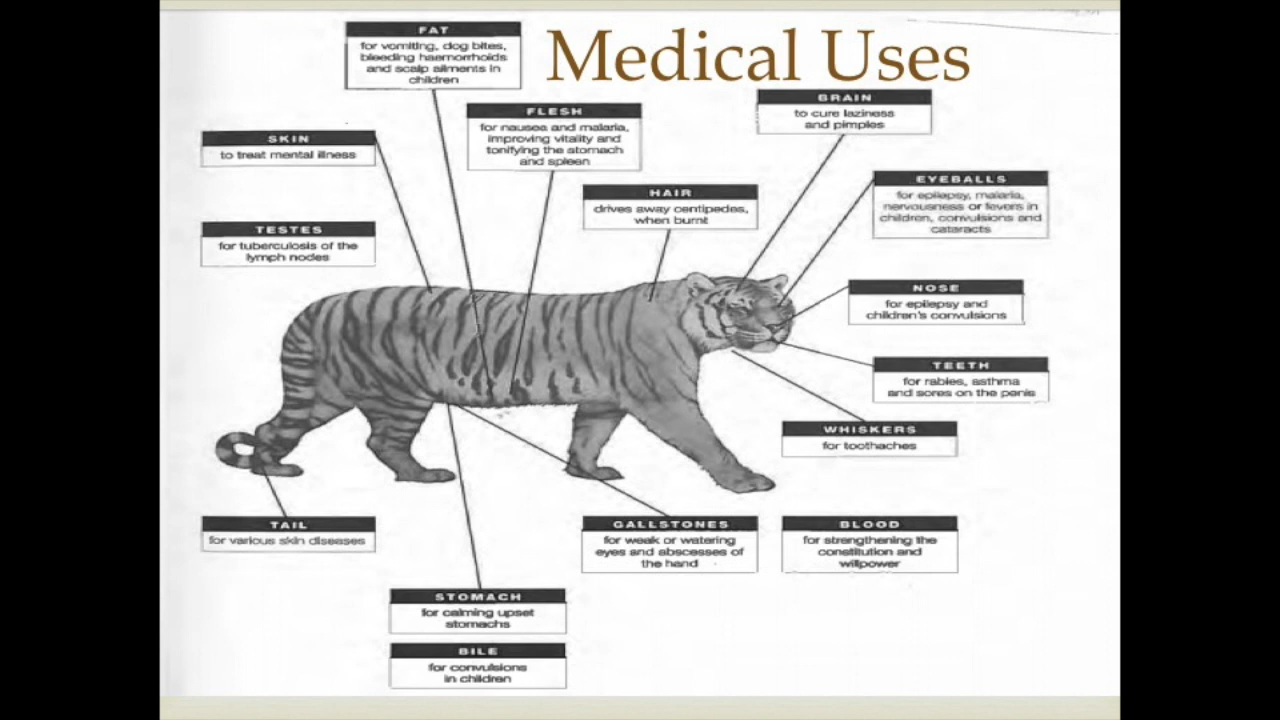 Medical Uses
FAT
for vomiting, dog bites,
bleeding haemorrhoids
and scalp ailments in
children
FLESH
for nausea and malaria,
improving vitality and
tonifying the stomach
and spleen
BRAIN
to cure laziness
and pimples
SKIN
to treat mental illness
HAIR
drives away centipedes,
when burnt
EYEBALLS
for epilepsy, malaria,
nervousness or fevers in
children, convulsions and
cataracts
TESTES
for tuberculosis of the
lymph nodes
NOSE
for epilepsy and
children's convulsions
TEETH
for rabies, asthma
and sores on the penis
WHISKERS
for toothaches
TAIL
for various skin diseases
GALLSTONES
for weak or watering
eyes and abscesses of
the hand
BLOOD
for strengthening the
constitution and
willpower
STOMACH
for calming upset
stomachs
BILE
for convulsions
in children